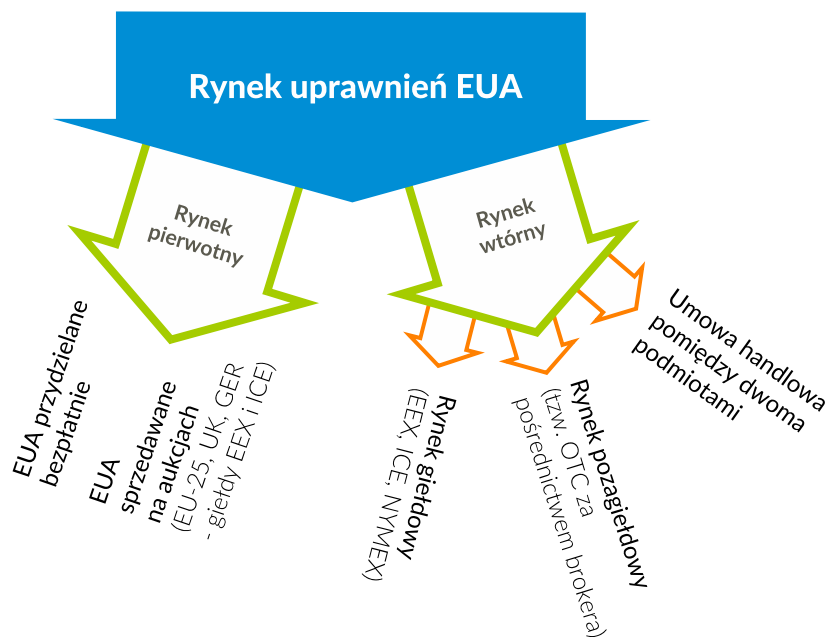 Rynek uprawnień EUA
Rynek
pierwotny
Rynek
wtórny
EUA przydzielane
bezpłatnie
EUA
sprzedawane
na aukcjach
(EU-25, UK, GER
- giełdy EEX i ICE)
Rynek giełdowy
(EEX, ICE, NYMEX)
Rynek pozagiełdowy
(tzw. OTC za
pośrednictwem brokera)
Umowa handlowa
pomiędzy dwoma
podmiotami